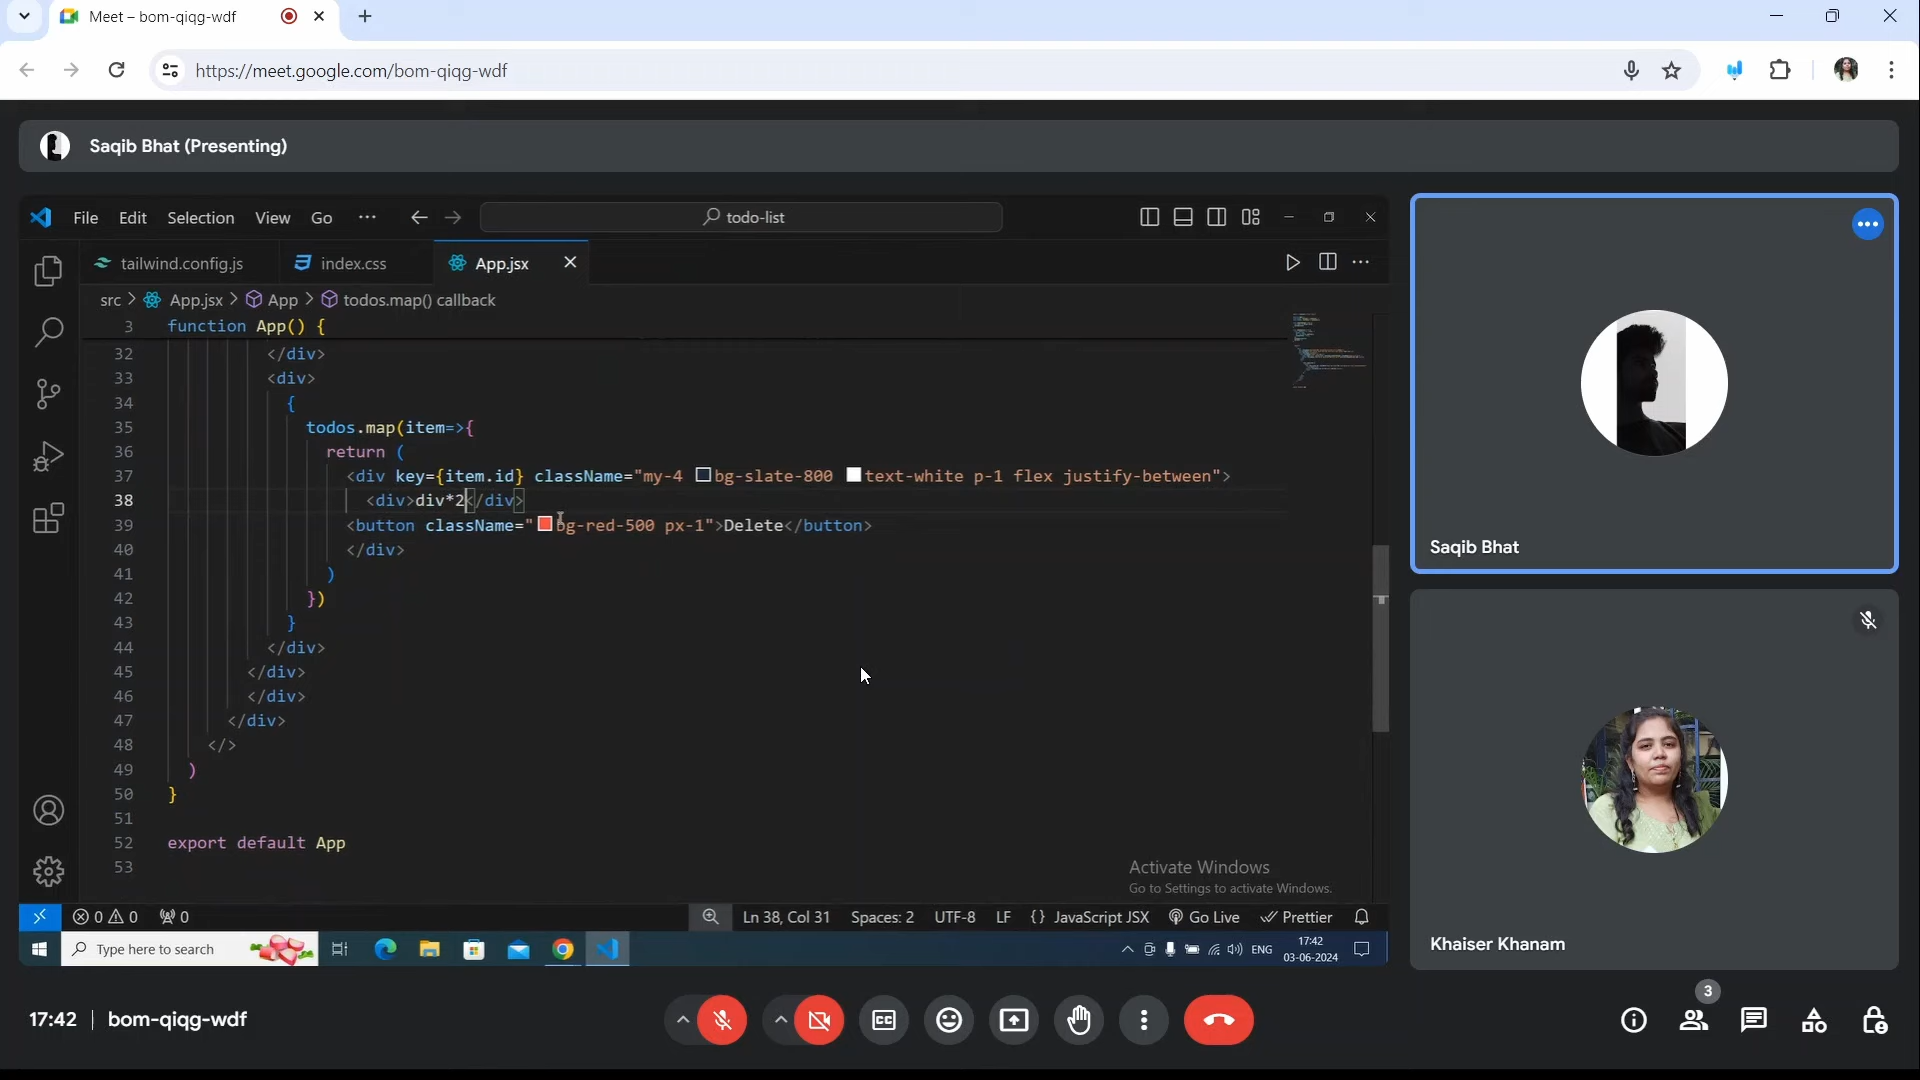 Meet – bom-qiqg-wdf
https://meet.google.com/bom-qiqg-wdf
Saqib Bhat (Presenting)
File Edit Selection View Go ··· todo-list
tailwind.config.js index.css App.jsx
src > App.jsx > App > todos.map() callback
3 function App() {
32 </div>
33 <div>
34 {
35 todos.map(item=>{
36 return (
37 <div key={item.id} className="my-4 bg-slate-800 text-white p-1 flex justify-between">
38 <div>div*2</div>
39 <button className="bg-red-500 px-1">Delete</button>
40 </div>
41 )
42 })
43 }
44 </div>
45 </div>
46 </div>
47 </div>
48 </>
49 )
50 }
51
52 export default App
53
Activate Windows
Go to Settings to activate Windows.
0 0 0 Ln 38, Col 31 Spaces: 2 UTF-8 LF {} JavaScript JSX Go Live Prettier
Type here to search ENG 17:42
03-06-2024
Saqib Bhat
Khaiser Khanam
17:42 | bom-qiqg-wdf
CC
3